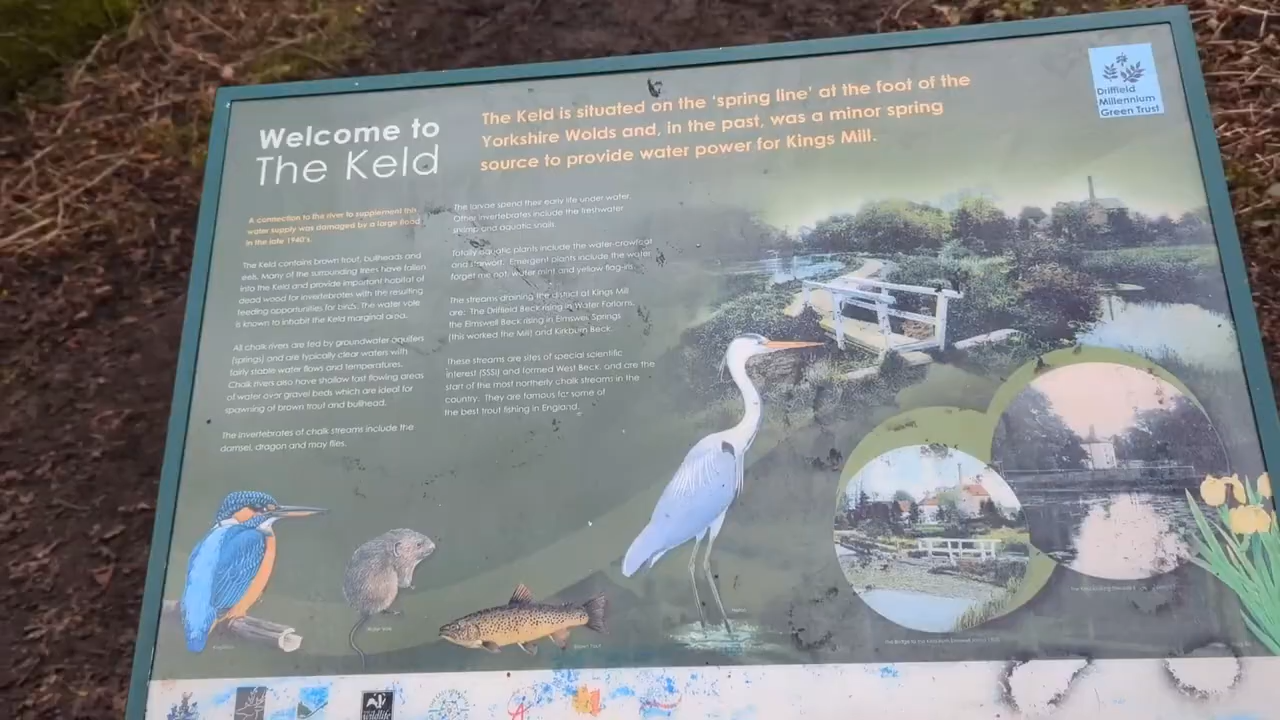 Welcome to
The Keld
The Keld is situated on the 'spring line' at the foot of the
Yorkshire Wolds and, in the past, was a minor spring
source to provide water power for Kings Mill.
Driffield
Millennium
Green Trust
A connection to the river to supplement this
water supply was damaged by a large flood
in the late 1940's.
The Keld contains brown trout, bullheads and
eels. Many of the surrounding trees have fallen
into the Keld and provide important habitat of
dead wood for invertebrates with the resulting
feeding opportunities for birds. The water vole
is known to inhabit the Keld marginal area.
All chalk rivers are fed by groundwater aquifers
(springs) and are typically clear waters with
fairly stable water flows and temperatures.
Chalk rivers also have shallow fast flowing areas
of water over gravel beds which are ideal for
spawning of brown trout and bullhead.
The invertebrates of chalk streams include the
damsel, dragon and may flies.
The larvae spend their early life under water.
Other invertebrates include the freshwater
shrimp and aquatic snails.
Totally aquatic plants include the water-crowfoot
and starwort. Emergent plants include the water
forget me not, water mint and yellow flag-iris.
The streams draining the district at Kings Mill
are: The Driffield Beck rising in Water Forlorns,
the Elmswell Beck rising in Elmswell Springs
(this worked the Mill) and Kirkburn Beck.
These streams are sites of special scientific
interest (SSSI) and formed West Beck, and are the
start of the most northerly chalk stream in the
country. They are famous for some of
the best trout fishing in England.
Kingfisher
Water Vole
Brown Trout
Heron
Wildlife